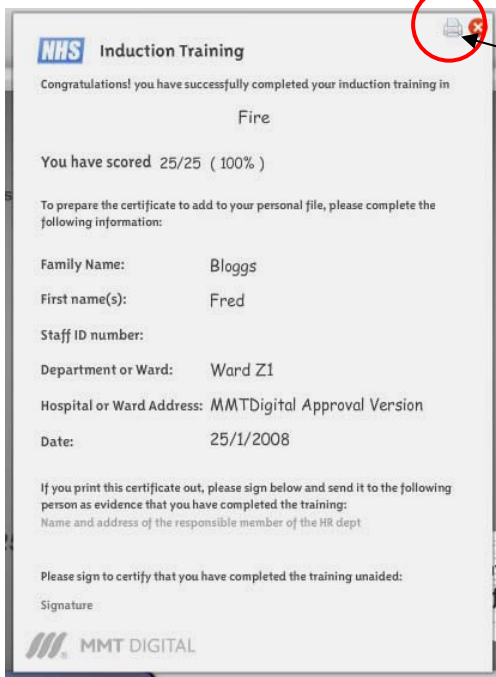 NHS Induction Training
Congratulations! you have successfully completed your induction training in
Fire
You have scored 25/25 ( 100% )
To prepare the certificate to add to your personal file, please complete the
following information:
Family Name: Bloggs
First name(s): Fred
Staff ID number:
Department or Ward: Ward Z1
Hospital or Ward Address: MMTDigital Approval Version
Date: 25/1/2008
If you print this certificate out, please sign below and send it to the following
person as evidence that you have completed the training:
Name and address of the responsible member of the HR dept
Please sign to certify that you have completed the training unaided:
Signature
MMT DIGITAL